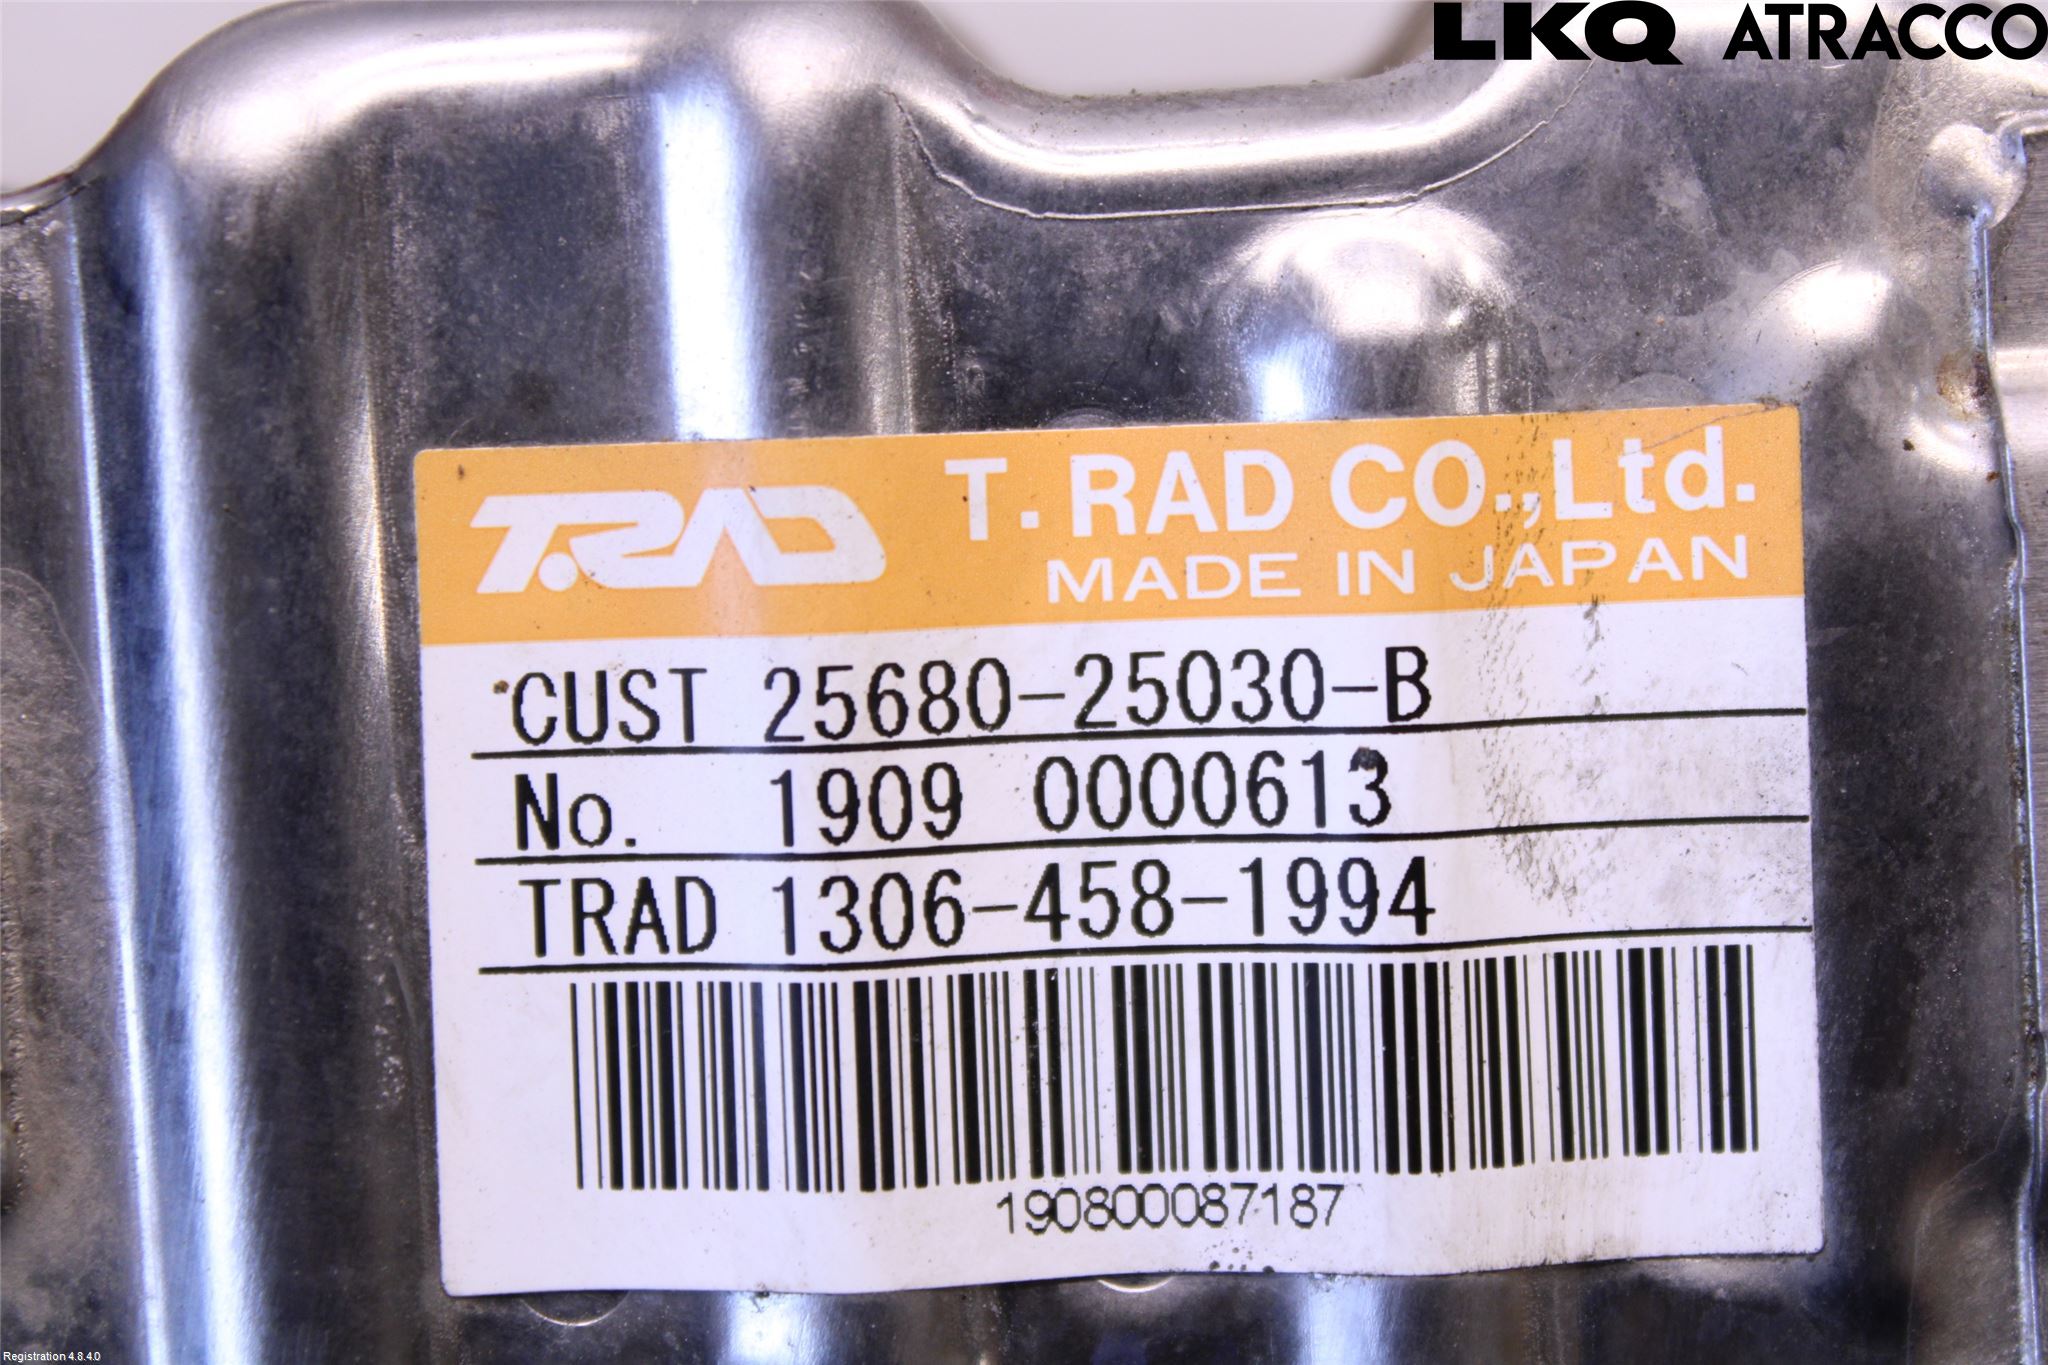 LKQ ATRACCO
T.RAD T. RAD CO.,Ltd.
MADE IN JAPAN
CUST 25680-25030-B
No. 1909 0000613
TRAD 1306-458-1994
190800087187
Registration 4.8.4.0